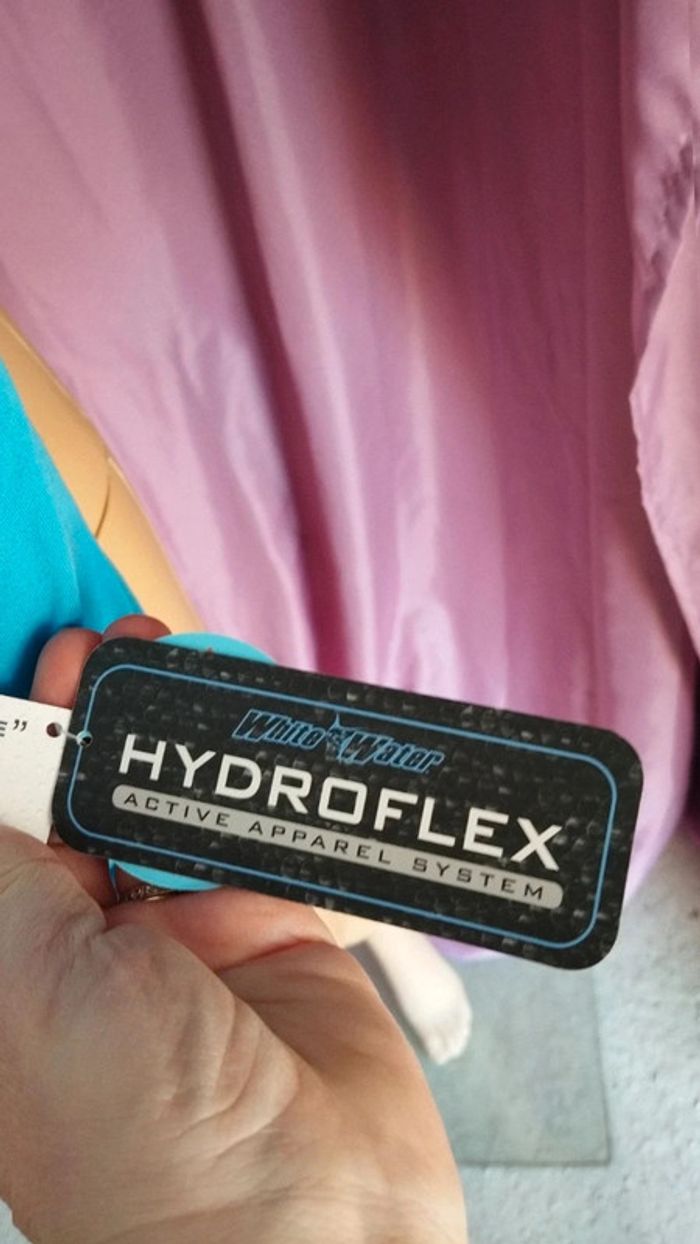 White Water
HYDROFLEX
ACTIVE APPAREL SYSTEM
E”